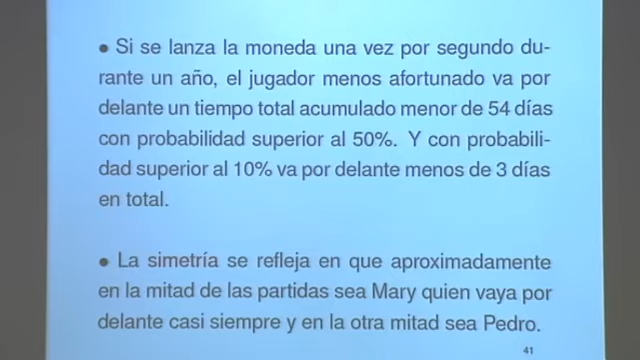 • Si se lanza la moneda una vez por segundo du-
rante un año, el jugador menos afortunado va por
delante un tiempo total acumulado menor de 54 días
con probabilidad superior al 50%. Y con probabili-
dad superior al 10% va por delante menos de 3 días
en total.
• La simetría se refleja en que aproximadamente
en la mitad de las partidas sea Mary quien vaya por
delante casi siempre y en la otra mitad sea Pedro.
41